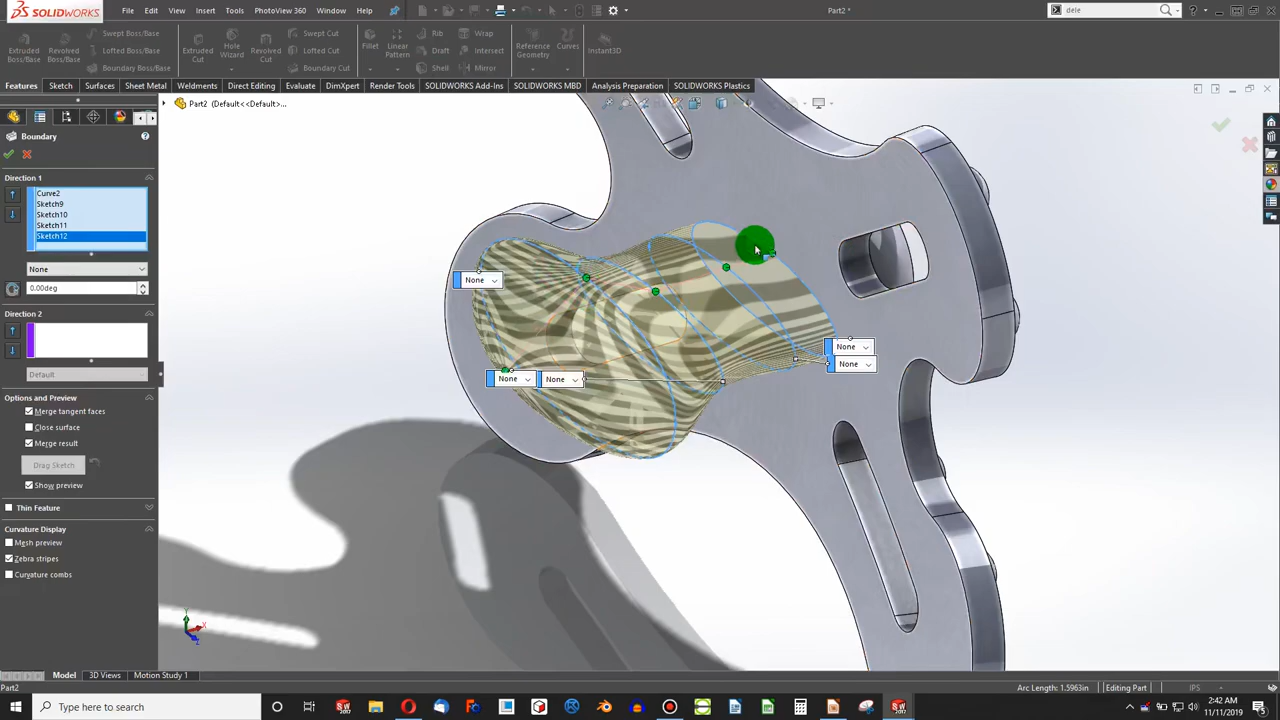 SOLIDWORKS File Edit View Insert Tools PhotoView 360 Window Help Part2 * dele
Extruded Boss/Base Revolved Boss/Base Swept Boss/Base Lofted Boss/Base Boundary Boss/Base Extruded Cut Hole Wizard Revolved Cut Swept Cut Lofted Cut Boundary Cut Fillet Linear Pattern Rib Draft Shell Wrap Intersect Mirror Reference Geometry Curves Instant3D
Features Sketch Surfaces Sheet Metal Weldments Direct Editing Evaluate DimXpert Render Tools SOLIDWORKS Add-Ins SOLIDWORKS MBD Analysis Preparation SOLIDWORKS Plastics
Part2 (Default<<Default>...
Boundary
Direction 1
Curve2
Sketch9
Sketch10
Sketch11
Sketch12
None
0.00deg
Direction 2
Default
Options and Preview
Merge tangent faces
Close surface
Merge result
Drag Sketch
Show preview
Thin Feature
Curvature Display
Mesh preview
Zebra stripes
Curvature combs
None
None
None
None None
Y
X
Z
Model 3D Views Motion Study 1
Part2 Arc Length: 1.5963in Editing Part IPS
Type here to search 2:42 AM
11/11/2019